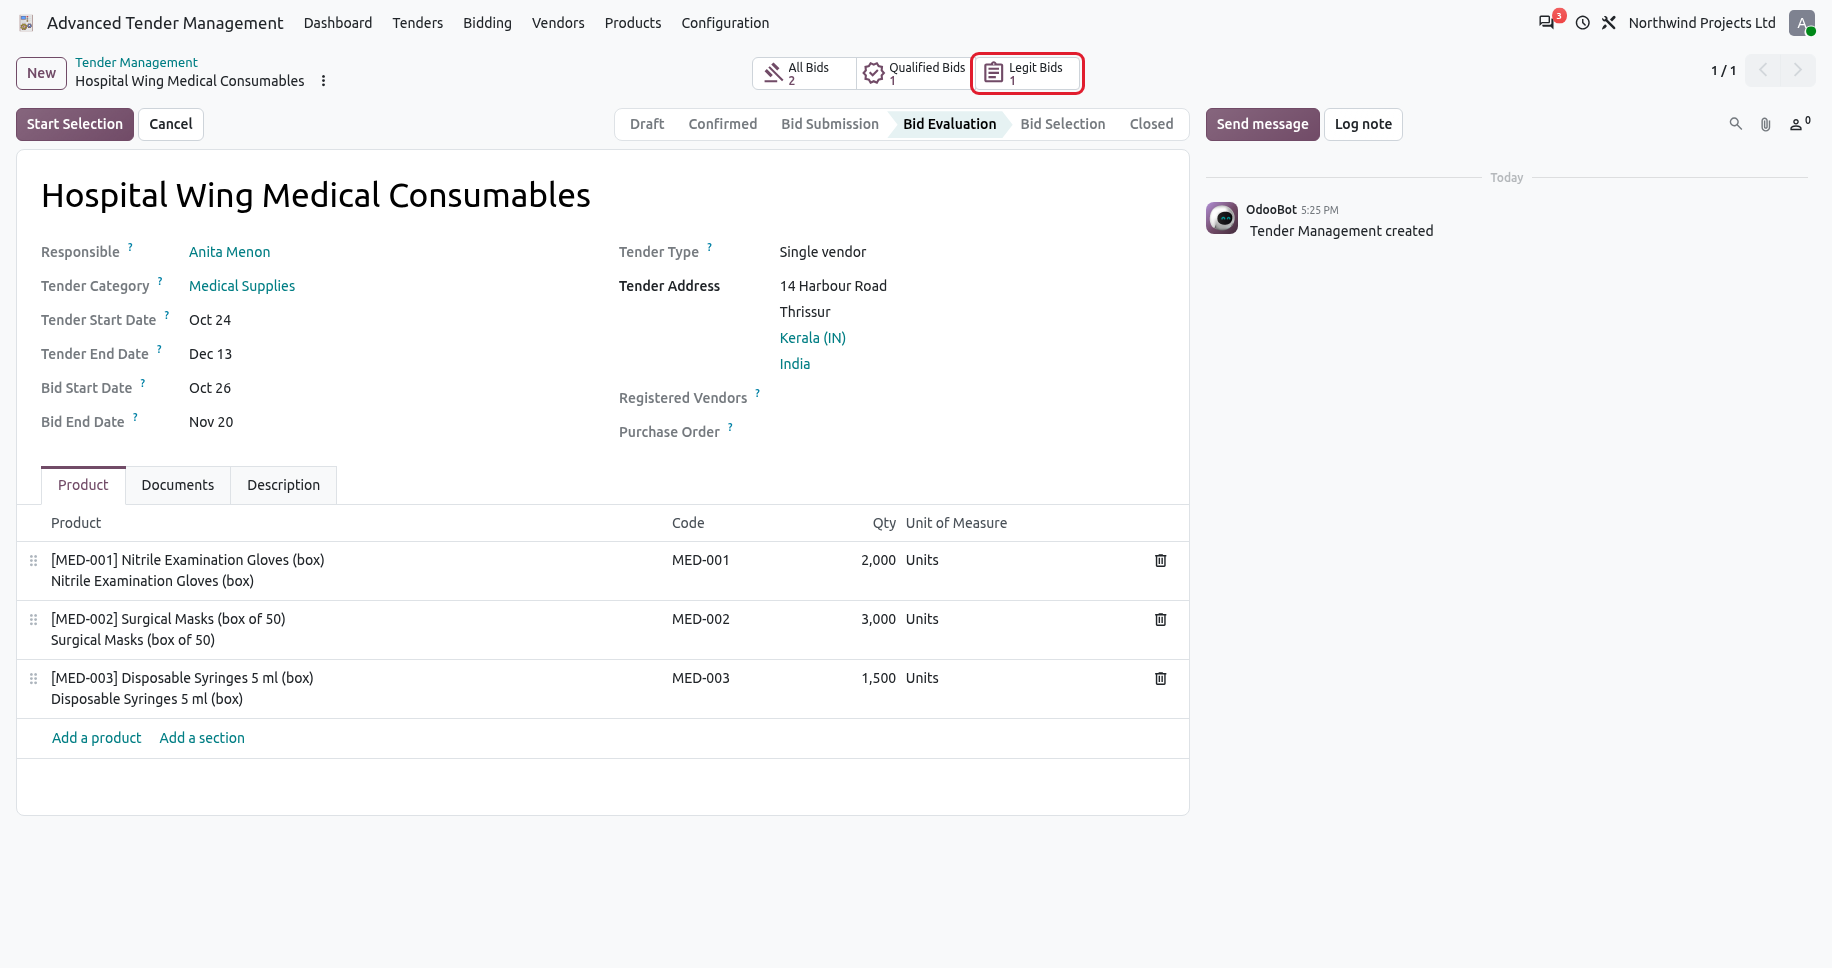 Advanced Tender Management Dashboard Tenders Bidding Vendors Products Configuration 3 Northwind Projects Ltd A
New
Tender Management
Hospital Wing Medical Consumables
All Bids
2
Qualified Bids
1
Legit Bids
1
1 / 1
Start Selection Cancel Draft Confirmed Bid Submission Bid Evaluation Bid Selection Closed Send message Log note 0
Hospital Wing Medical Consumables
Responsible ? Anita Menon
Tender Category ? Medical Supplies
Tender Start Date ? Oct 24
Tender End Date ? Dec 13
Bid Start Date ? Oct 26
Bid End Date ? Nov 20
Tender Type ? Single vendor
Tender Address 14 Harbour Road
Thrissur
Kerala (IN)
India
Registered Vendors ?
Purchase Order ?
Product Documents Description
Product Code Qty Unit of Measure
[MED-001] Nitrile Examination Gloves (box) MED-001 2,000 Units
Nitrile Examination Gloves (box)
[MED-002] Surgical Masks (box of 50) MED-002 3,000 Units
Surgical Masks (box of 50)
[MED-003] Disposable Syringes 5 ml (box) MED-003 1,500 Units
Disposable Syringes 5 ml (box)
Add a product Add a section
Today
OdooBot 5:25 PM
Tender Management created